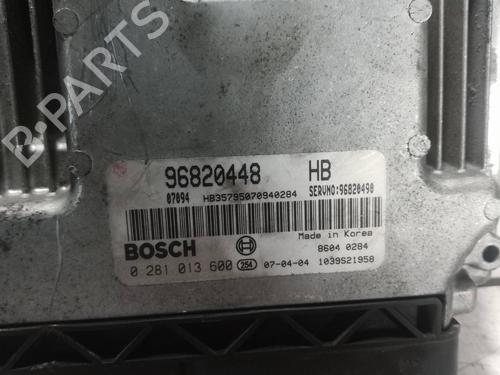 96820448 HB
07094 HB35795070940284 SERVNO:96820490
Made in Korea
BOSCH 8604 0284
0 281 013 600 254 07-04-04 1039S21958
B-PARTS